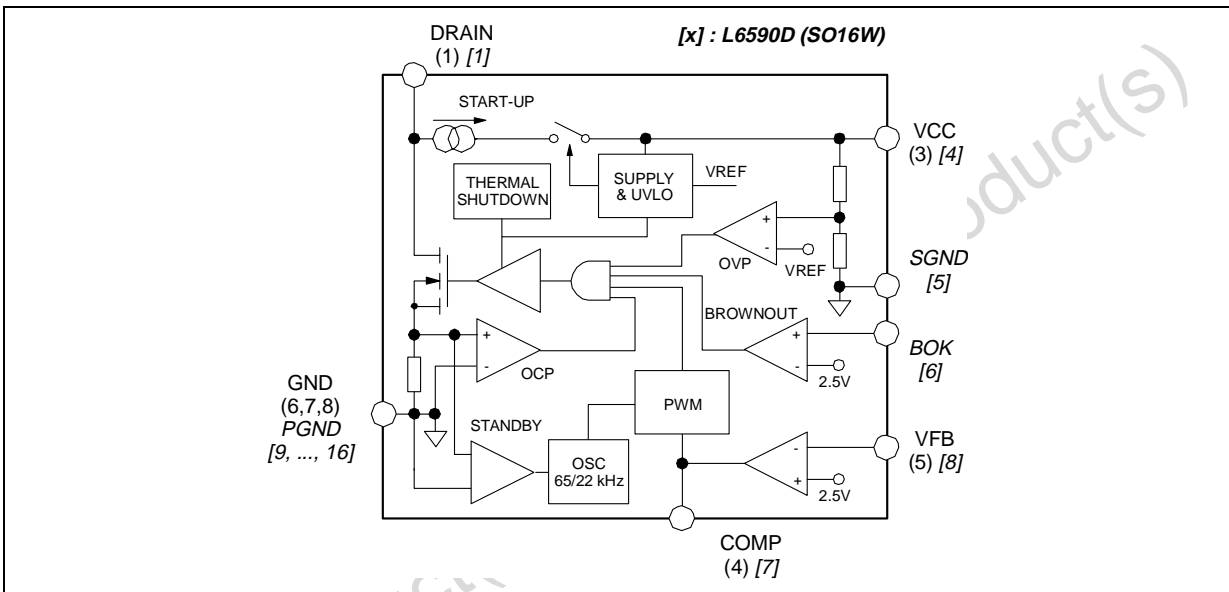 DRAIN
(1) [1]
[x] : L6590D (SO16W)
START-UP
VCC
(3) [4]
THERMAL
SHUTDOWN
SUPPLY
& UVLO
VREF
+
-
OVP
VREF
SGND
[5]
BROWNOUT
+
-
2.5V
BOK
[6]
+
-
OCP
GND
(6,7,8)
PGND
[9, ..., 16]
STANDBY
PWM
OSC
65/22 kHz
-
+
2.5V
VFB
(5) [8]
COMP
(4) [7]
oduct(s)
uct(